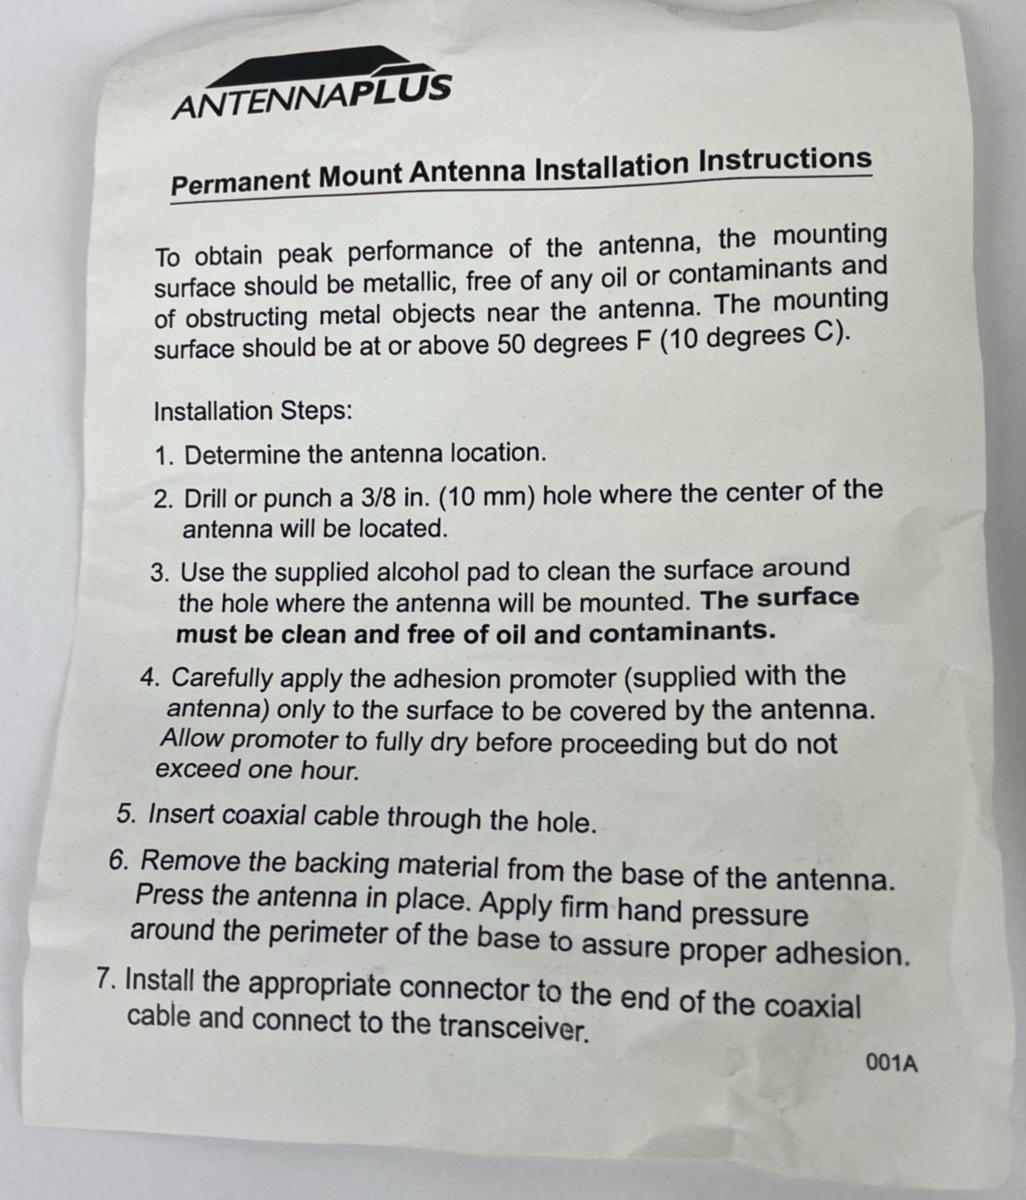 ANTENNAPLUS
Permanent Mount Antenna Installation Instructions
To obtain peak performance of the antenna, the mounting
surface should be metallic, free of any oil or contaminants and
of obstructing metal objects near the antenna. The mounting
surface should be at or above 50 degrees F (10 degrees C).
Installation Steps:
1. Determine the antenna location.
2. Drill or punch a 3/8 in. (10 mm) hole where the center of the
antenna will be located.
3. Use the supplied alcohol pad to clean the surface around
the hole where the antenna will be mounted. The surface
must be clean and free of oil and contaminants.
4. Carefully apply the adhesion promoter (supplied with the
antenna) only to the surface to be covered by the antenna.
Allow promoter to fully dry before proceeding but do not
exceed one hour.
5. Insert coaxial cable through the hole.
6. Remove the backing material from the base of the antenna.
Press the antenna in place. Apply firm hand pressure
around the perimeter of the base to assure proper adhesion.
7. Install the appropriate connector to the end of the coaxial
cable and connect to the transceiver.
001A